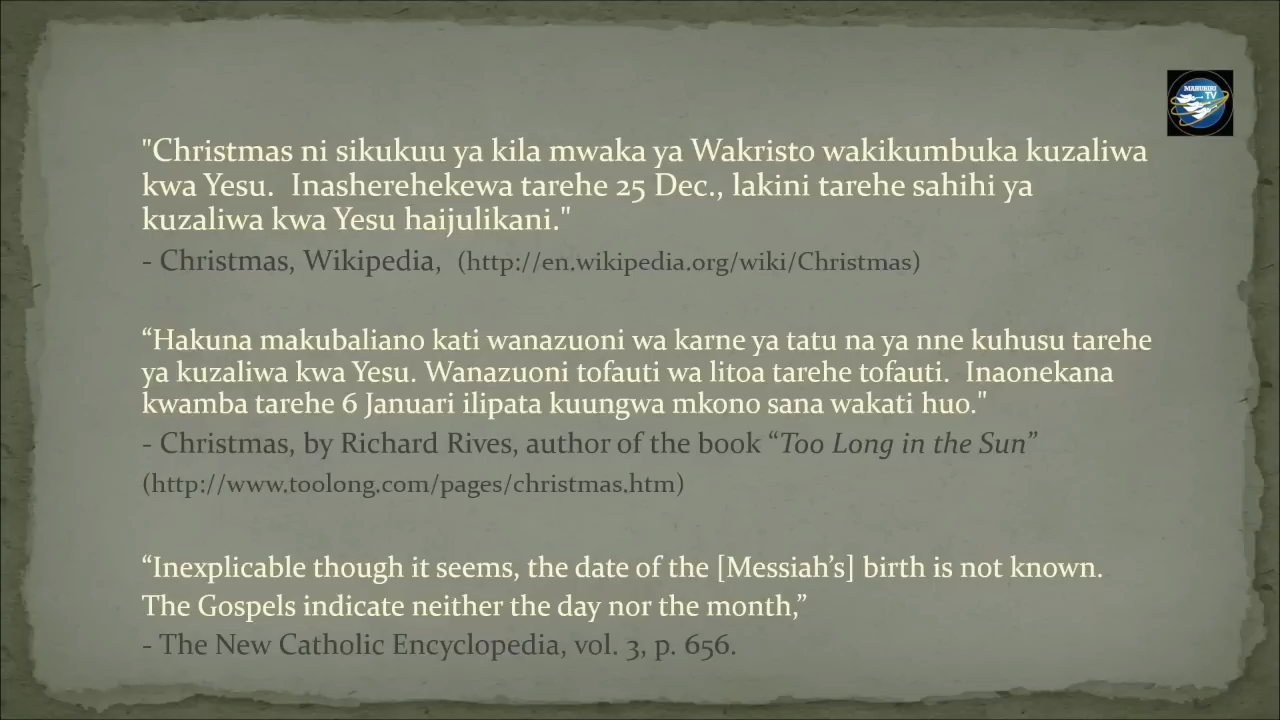 MAHUBIRI
TV
"Christmas ni sikukuu ya kila mwaka ya Wakristo wakikumbuka kuzaliwa
kwa Yesu.  Inasherehekewa tarehe 25 Dec., lakini tarehe sahihi ya
kuzaliwa kwa Yesu haijulikani."
- Christmas, Wikipedia,  (http://en.wikipedia.org/wiki/Christmas)
“Hakuna makubaliano kati wanazuoni wa karne ya tatu na ya nne kuhusu tarehe
ya kuzaliwa kwa Yesu. Wanazuoni tofauti wa litoa tarehe tofauti.  Inaonekana
kwamba tarehe 6 Januari ilipata kuungwa mkono sana wakati huo."
- Christmas, by Richard Rives, author of the book “Too Long in the Sun”
(http://www.toolong.com/pages/christmas.htm)
“Inexplicable though it seems, the date of the [Messiah’s] birth is not known.
The Gospels indicate neither the day nor the month,”
- The New Catholic Encyclopedia, vol. 3, p. 656.